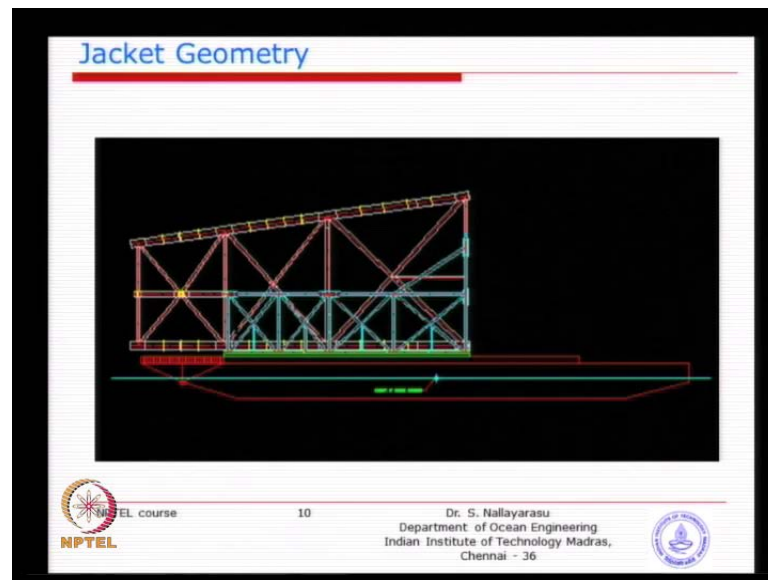 Jacket Geometry
NPTEL course
10
Dr. S. Nallayarasu
Department of Ocean Engineering
Indian Institute of Technology Madras,
Chennai - 36
NPTEL